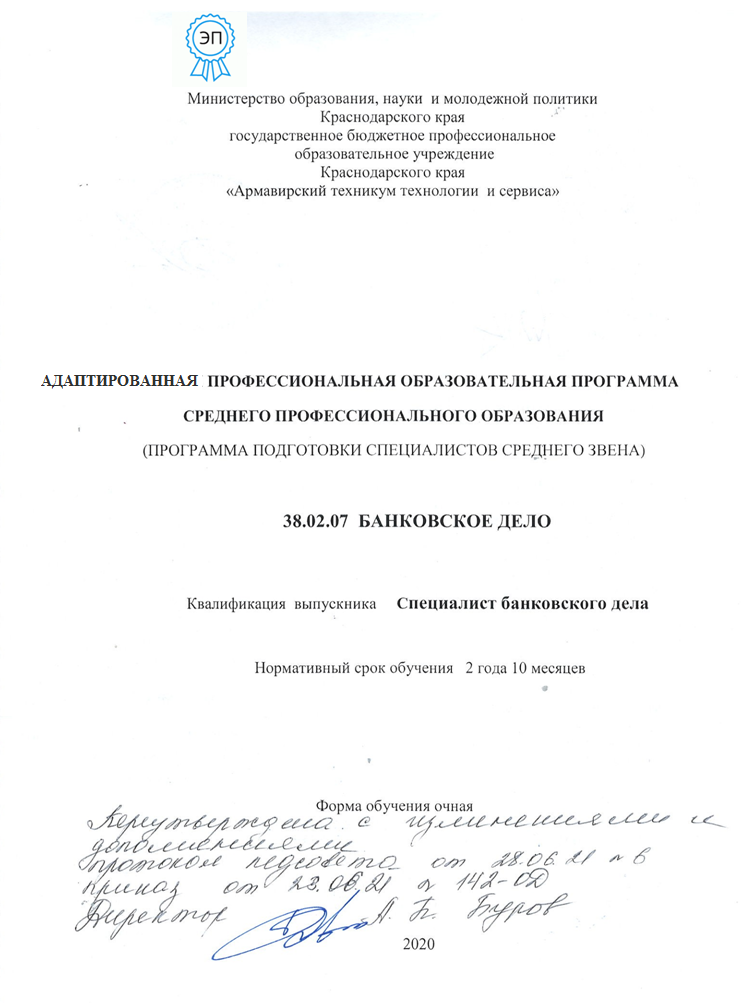 ЭП
Министерство образования, науки и молодежной политики
Краснодарского края
государственное бюджетное профессиональное
образовательное учреждение
Краснодарского края
«Армавирский техникум технологии и сервиса»
АДАПТИРОВАННАЯ ПРОФЕССИОНАЛЬНАЯ ОБРАЗОВАТЕЛЬНАЯ ПРОГРАММА
СРЕДНЕГО ПРОФЕССИОНАЛЬНОГО ОБРАЗОВАНИЯ
(ПРОГРАММА ПОДГОТОВКИ СПЕЦИАЛИСТОВ СРЕДНЕГО ЗВЕНА)
38.02.07 БАНКОВСКОЕ ДЕЛО
Квалификация выпускника Специалист банковского дела
Нормативный срок обучения 2 года 10 месяцев
Форма обучения очная
Переутверждена с изменениями и
дополнениями
протокол педсовета от 28.06.21 № 6
Приказ от 23.06.21 № 142-ОД
Директор А. П. Буров
2020